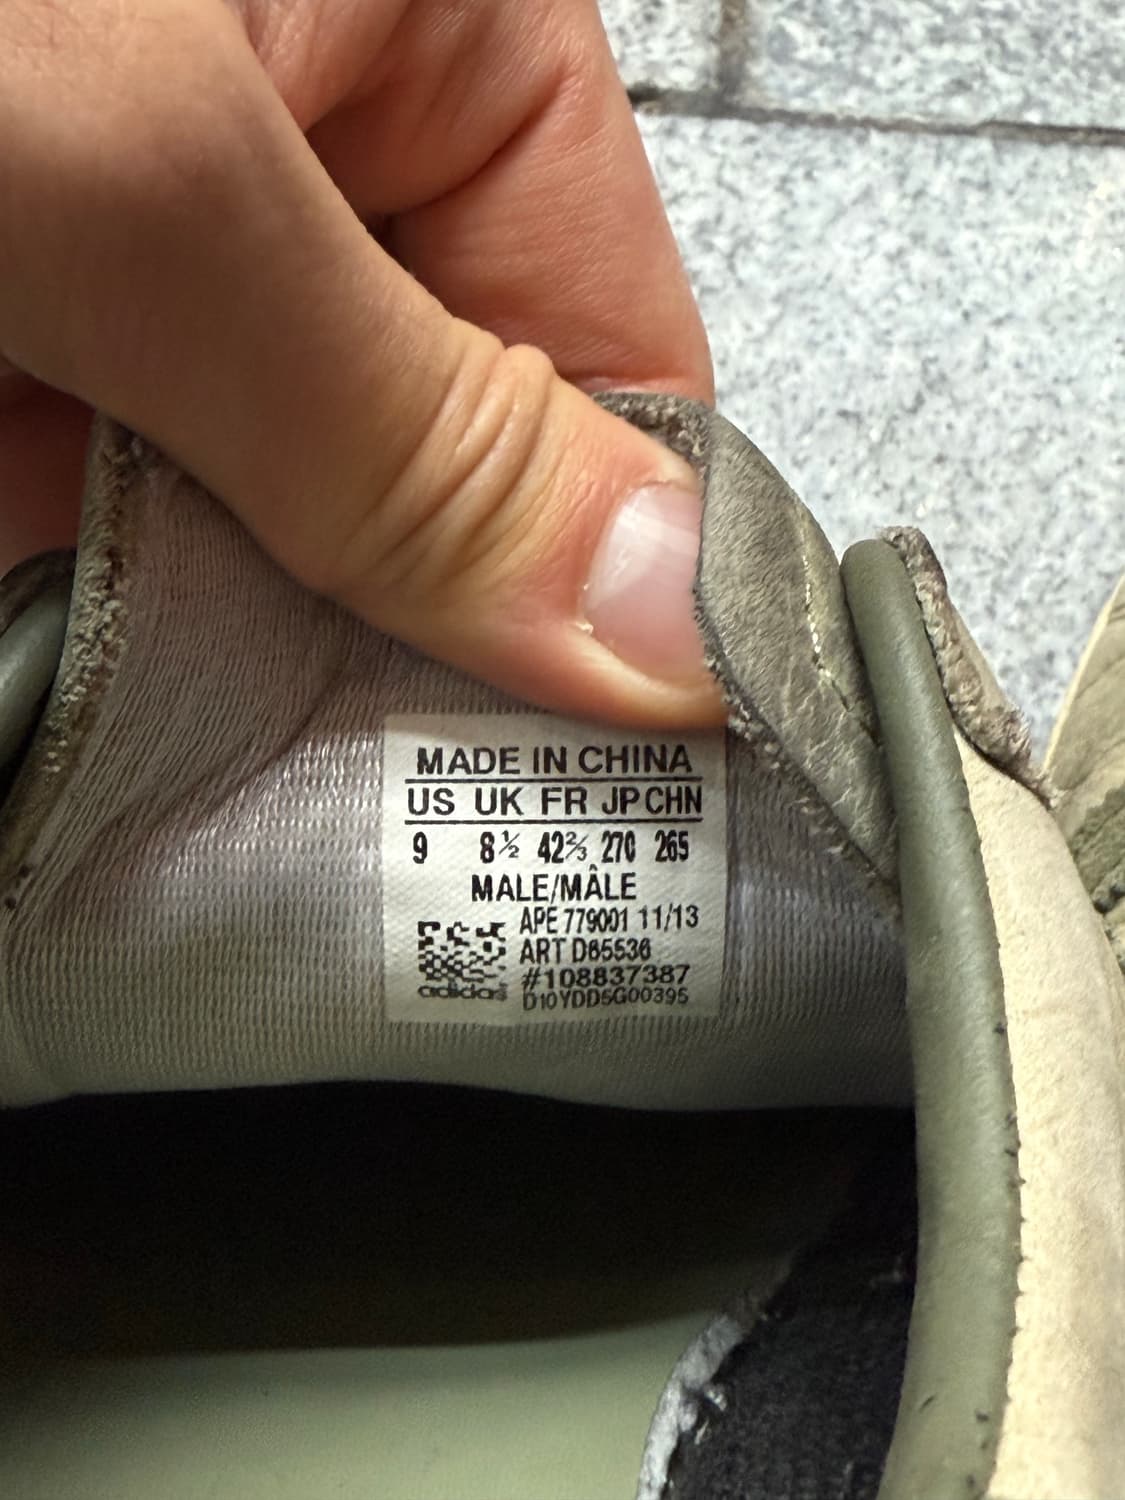 MADE IN CHINA
US UK FR JP CHN
9 8½ 42⅔ 270 265
MALE/MÂLE
APE 779001 11/13
ART D65536
#108837387
D10YDD5G00395
adidas